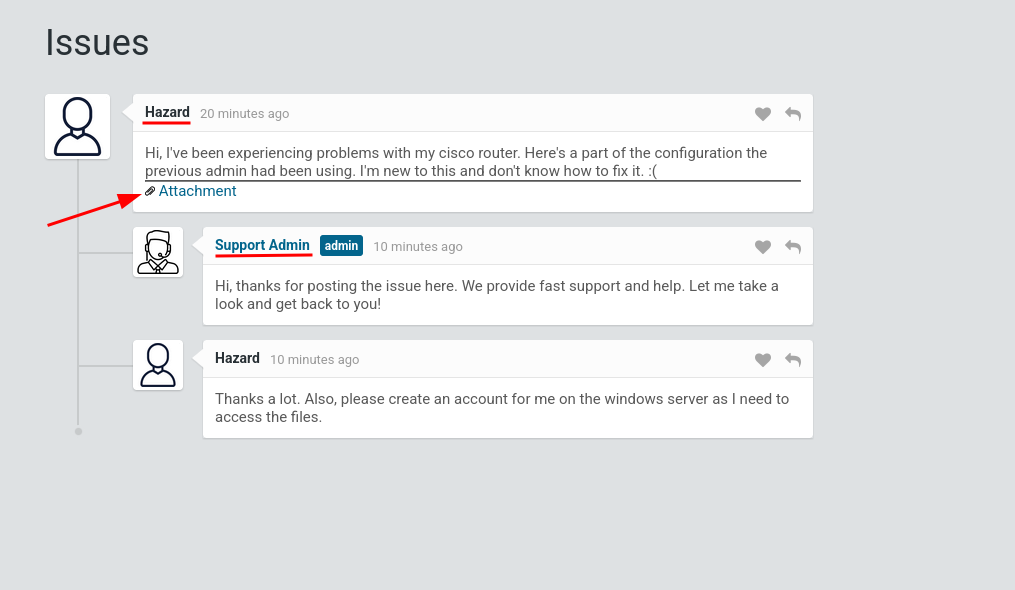 Issues
Hazard 20 minutes ago
Hi, I've been experiencing problems with my cisco router. Here's a part of the configuration the
previous admin had been using. I'm new to this and don't know how to fix it. :(
Attachment
Support Admin admin 10 minutes ago
Hi, thanks for posting the issue here. We provide fast support and help. Let me take a
look and get back to you!
Hazard 10 minutes ago
Thanks a lot. Also, please create an account for me on the windows server as I need to
access the files.